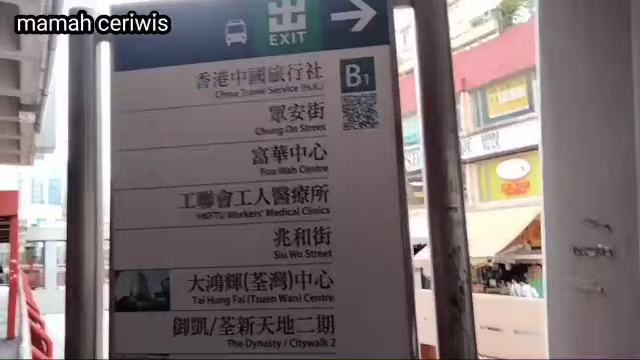 mamah ceriwis
出
EXIT
B1
香港中國旅行社
China Travel Service (H.K.)
眾安街
Chung On Street
富華中心
Fou Wah Centre
工聯會工人醫療所
HKFTU Workers' Medical Clinics
兆和街
Siu Wo Street
大鴻輝(荃灣)中心
Tai Hung Fai (Tsuen Wan) Centre
御凱/荃新天地二期
The Dynasty / Citywalk 2